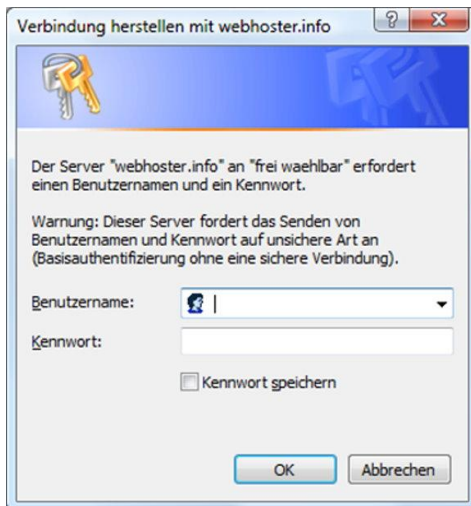 Verbindung herstellen mit webhoster.info
Der Server "webhoster.info" an "frei waehlbar" erfordert
einen Benutzernamen und ein Kennwort.
Warnung: Dieser Server fordert das Senden von
Benutzernamen und Kennwort auf unsichere Art an
(Basisauthentifizierung ohne eine sichere Verbindung).
Benutzername:
Kennwort:
Kennwort speichern
OK Abbrechen